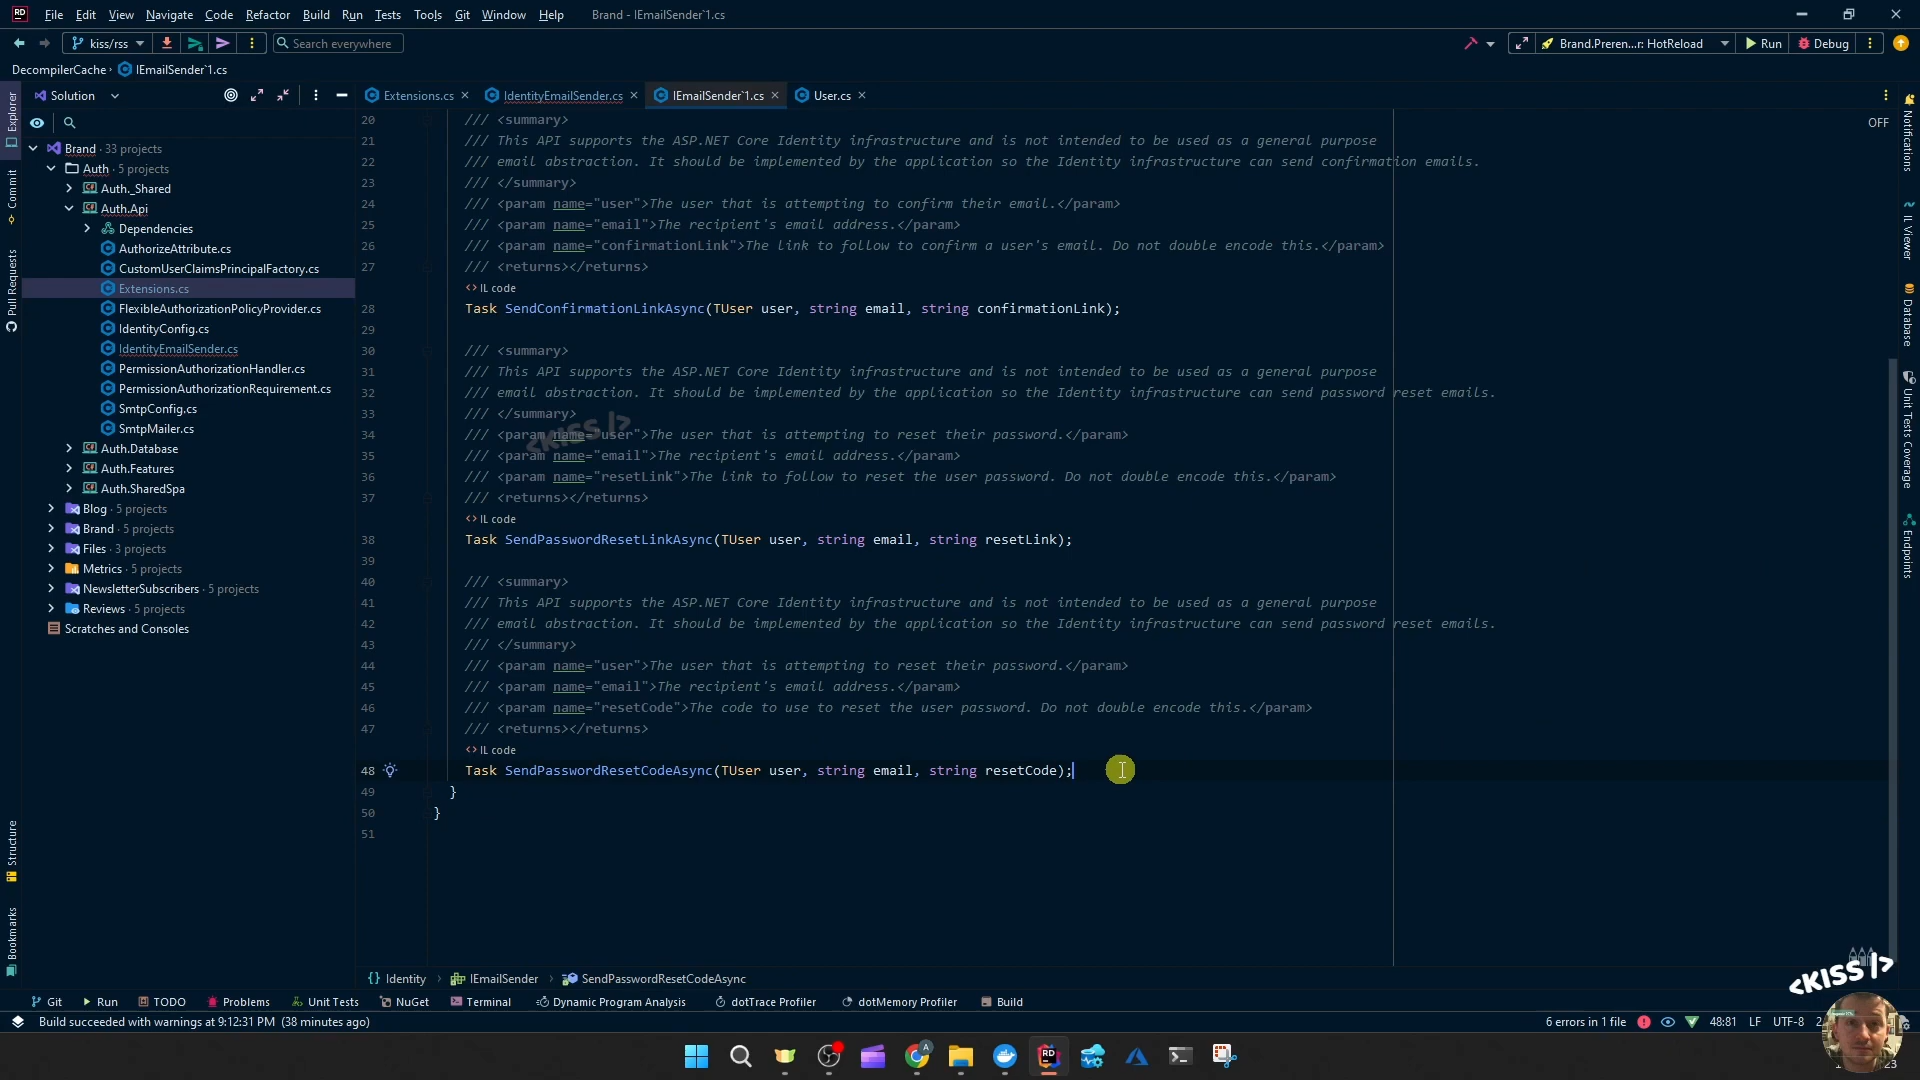 RD File Edit View Navigate Code Refactor Build Run Tests Tools Git Window Help Brand - IEmailSender`1.cs
kiss/rss Search everywhere Brand.Preren...r: HotReload Run Debug
DecompilerCache IEmailSender`1.cs
Explorer
Commit
Pull Requests
Structure
Bookmarks
Solution
Brand · 33 projects
Auth · 5 projects
Auth._Shared
Auth.Api
Dependencies
AuthorizeAttribute.cs
CustomUserClaimsPrincipalFactory.cs
Extensions.cs
FlexibleAuthorizationPolicyProvider.cs
IdentityConfig.cs
IdentityEmailSender.cs
PermissionAuthorizationHandler.cs
PermissionAuthorizationRequirement.cs
SmtpConfig.cs
SmtpMailer.cs
Auth.Database
Auth.Features
Auth.SharedSpa
Blog · 5 projects
Brand · 5 projects
Files · 3 projects
Metrics · 5 projects
NewsletterSubscribers · 5 projects
Reviews · 5 projects
Scratches and Consoles
Extensions.cs IdentityEmailSender.cs IEmailSender`1.cs User.cs
OFF
20 /// <summary>
21 /// This API supports the ASP.NET Core Identity infrastructure and is not intended to be used as a general purpose
22 /// email abstraction. It should be implemented by the application so the Identity infrastructure can send confirmation emails.
23 /// </summary>
24 /// <param name="user">The user that is attempting to confirm their email.</param>
25 /// <param name="email">The recipient's email address.</param>
26 /// <param name="confirmationLink">The link to follow to confirm a user's email. Do not double encode this.</param>
27 /// <returns></returns>
<> IL code
28 Task SendConfirmationLinkAsync(TUser user, string email, string confirmationLink);
29
30 /// <summary>
31 /// This API supports the ASP.NET Core Identity infrastructure and is not intended to be used as a general purpose
32 /// email abstraction. It should be implemented by the application so the Identity infrastructure can send password reset emails.
33 /// </summary>
<KISS />
34 /// <param name="user">The user that is attempting to reset their password.</param>
35 /// <param name="email">The recipient's email address.</param>
36 /// <param name="resetLink">The link to follow to reset the user password. Do not double encode this.</param>
37 /// <returns></returns>
<> IL code
38 Task SendPasswordResetLinkAsync(TUser user, string email, string resetLink);
39
40 /// <summary>
41 /// This API supports the ASP.NET Core Identity infrastructure and is not intended to be used as a general purpose
42 /// email abstraction. It should be implemented by the application so the Identity infrastructure can send password reset emails.
43 /// </summary>
44 /// <param name="user">The user that is attempting to reset their password.</param>
45 /// <param name="email">The recipient's email address.</param>
46 /// <param name="resetCode">The code to use to reset the user password. Do not double encode this.</param>
47 /// <returns></returns>
<> IL code
48 Task SendPasswordResetCodeAsync(TUser user, string email, string resetCode);
49 }
50 }
51
Notifications
IL Viewer
Database
Unit Tests Coverage
Endpoints
<KISS />
{} Identity IEmailSender SendPasswordResetCodeAsync
Git Run TODO Problems Unit Tests NuGet Terminal Dynamic Program Analysis dotTrace Profiler dotMemory Profiler Build
Build succeeded with warnings at 9:12:31 PM (38 minutes ago) 6 errors in 1 file 48:81 LF UTF-8